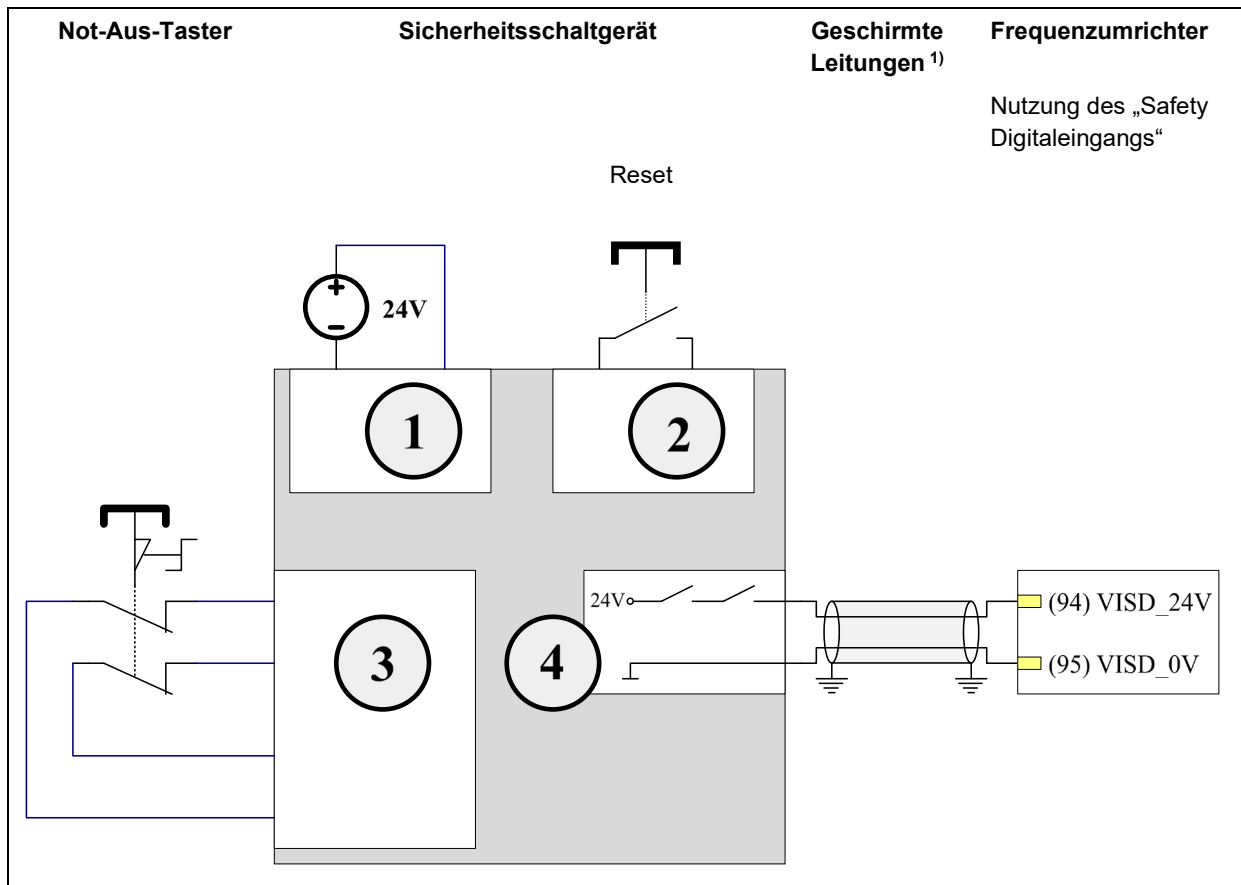 Not-Aus-Taster
Sicherheitsschaltgerät
Geschirmte
Leitungen 1)
Frequenzumrichter
Nutzung des „Safety
Digitaleingangs“
Reset
24V
1
2
3
4
24V
(94) VISD_24V
(95) VISD_0V